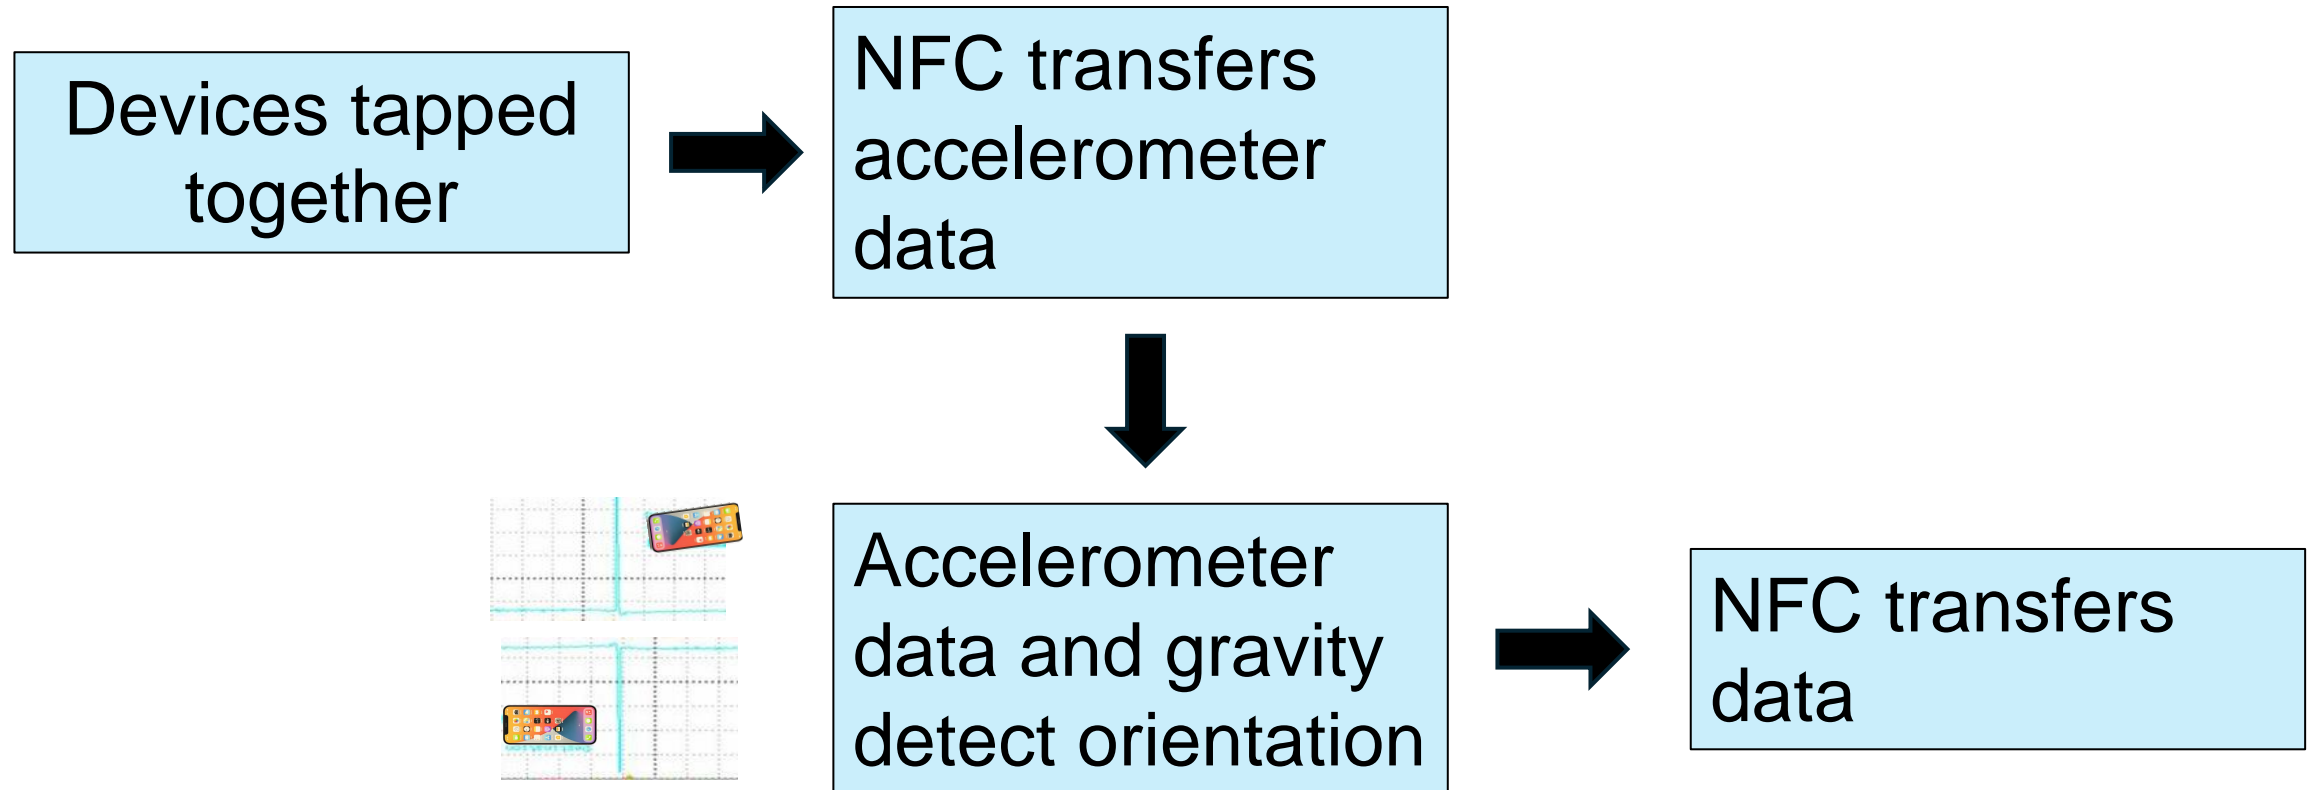 Devices tapped
together
NFC transfers
accelerometer
data
Accelerometer
data and gravity
detect orientation
NFC transfers
data